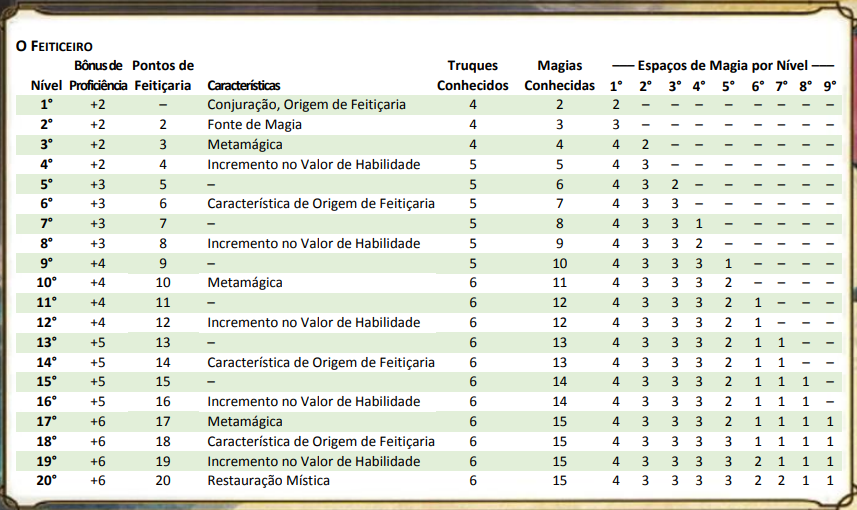 O FEITICEIRO
Bônus de Pontos de Truques Magias — Espaços de Magia por Nível —
Nível Proficiência Feitiçaria Características Conhecidos Conhecidas 1° 2° 3° 4° 5° 6° 7° 8° 9°
1° +2 – Conjuração, Origem de Feitiçaria 4 2 2 – – – – – – – –
2° +2 2 Fonte de Magia 4 3 3 – – – – – – – –
3° +2 3 Metamágica 4 4 4 2 – – – – – – –
4° +2 4 Incremento no Valor de Habilidade 5 5 4 3 – – – – – – –
5° +3 5 – 5 6 4 3 2 – – – – – –
6° +3 6 Característica de Origem de Feitiçaria 5 7 4 3 3 – – – – – –
7° +3 7 – 5 8 4 3 3 1 – – – – –
8° +3 8 Incremento no Valor de Habilidade 5 9 4 3 3 2 – – – – –
9° +4 9 – 5 10 4 3 3 3 1 – – – –
10° +4 10 Metamágica 6 11 4 3 3 3 2 – – – –
11° +4 11 – 6 12 4 3 3 3 2 1 – – –
12° +4 12 Incremento no Valor de Habilidade 6 12 4 3 3 3 2 1 – – –
13° +5 13 – 6 13 4 3 3 3 2 1 1 – –
14° +5 14 Característica de Origem de Feitiçaria 6 13 4 3 3 3 2 1 1 – –
15° +5 15 – 6 14 4 3 3 3 2 1 1 1 –
16° +5 16 Incremento no Valor de Habilidade 6 14 4 3 3 3 2 1 1 1 –
17° +6 17 Metamágica 6 15 4 3 3 3 2 1 1 1 1
18° +6 18 Característica de Origem de Feitiçaria 6 15 4 3 3 3 3 1 1 1 1
19° +6 19 Incremento no Valor de Habilidade 6 15 4 3 3 3 3 2 1 1 1
20° +6 20 Restauração Mística 6 15 4 3 3 3 3 2 2 1 1